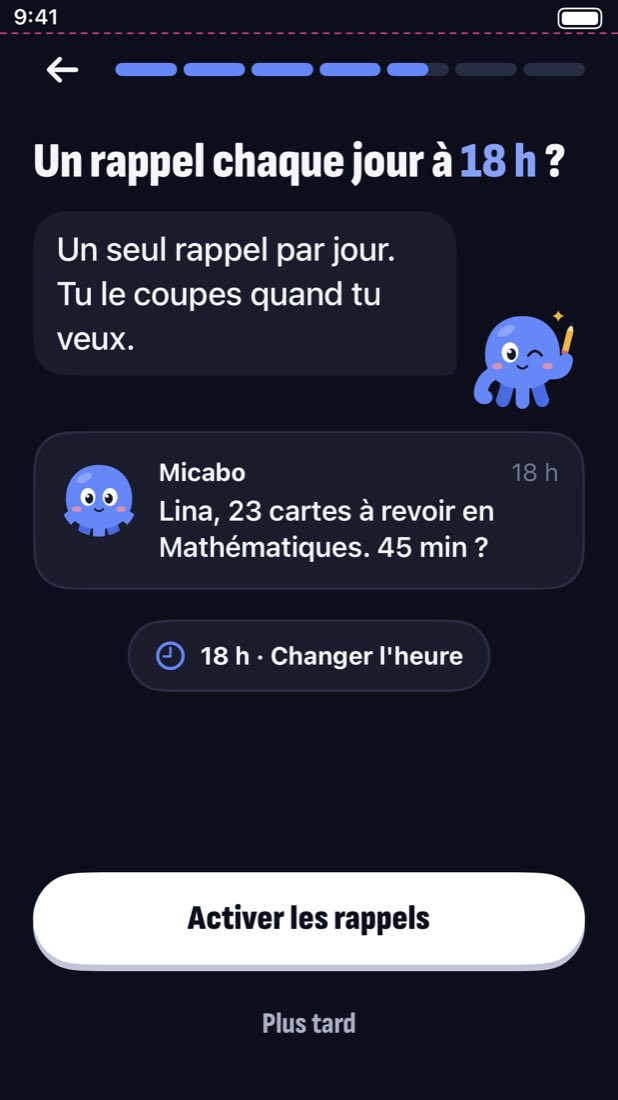 9:41
Un rappel chaque jour à 18 h ?
Un seul rappel par jour.
Tu le coupes quand tu
veux.
Micabo
18 h
Lina, 23 cartes à revoir en
Mathématiques. 45 min ?
18 h · Changer l'heure
Activer les rappels
Plus tard